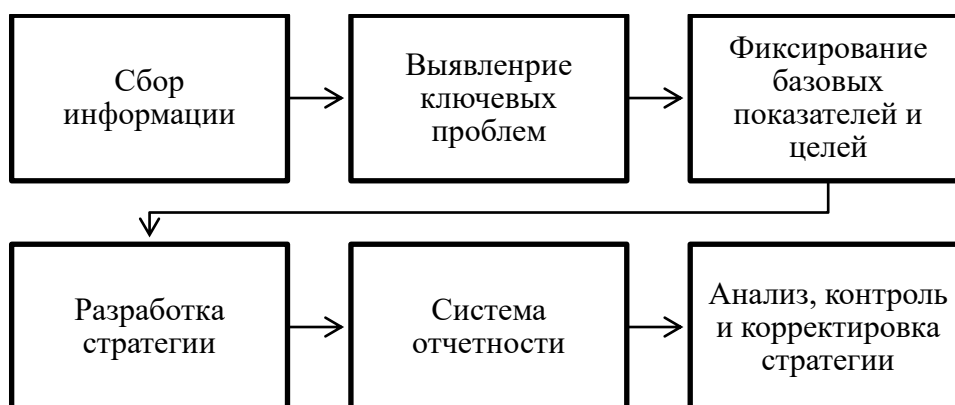 Сбор
информации
Выявленрие
ключевых
проблем
Фиксирование
базовых
показателей и
целей
Разработка
стратегии
Система
отчетности
Анализ, контроль
и корректировка
стратегии